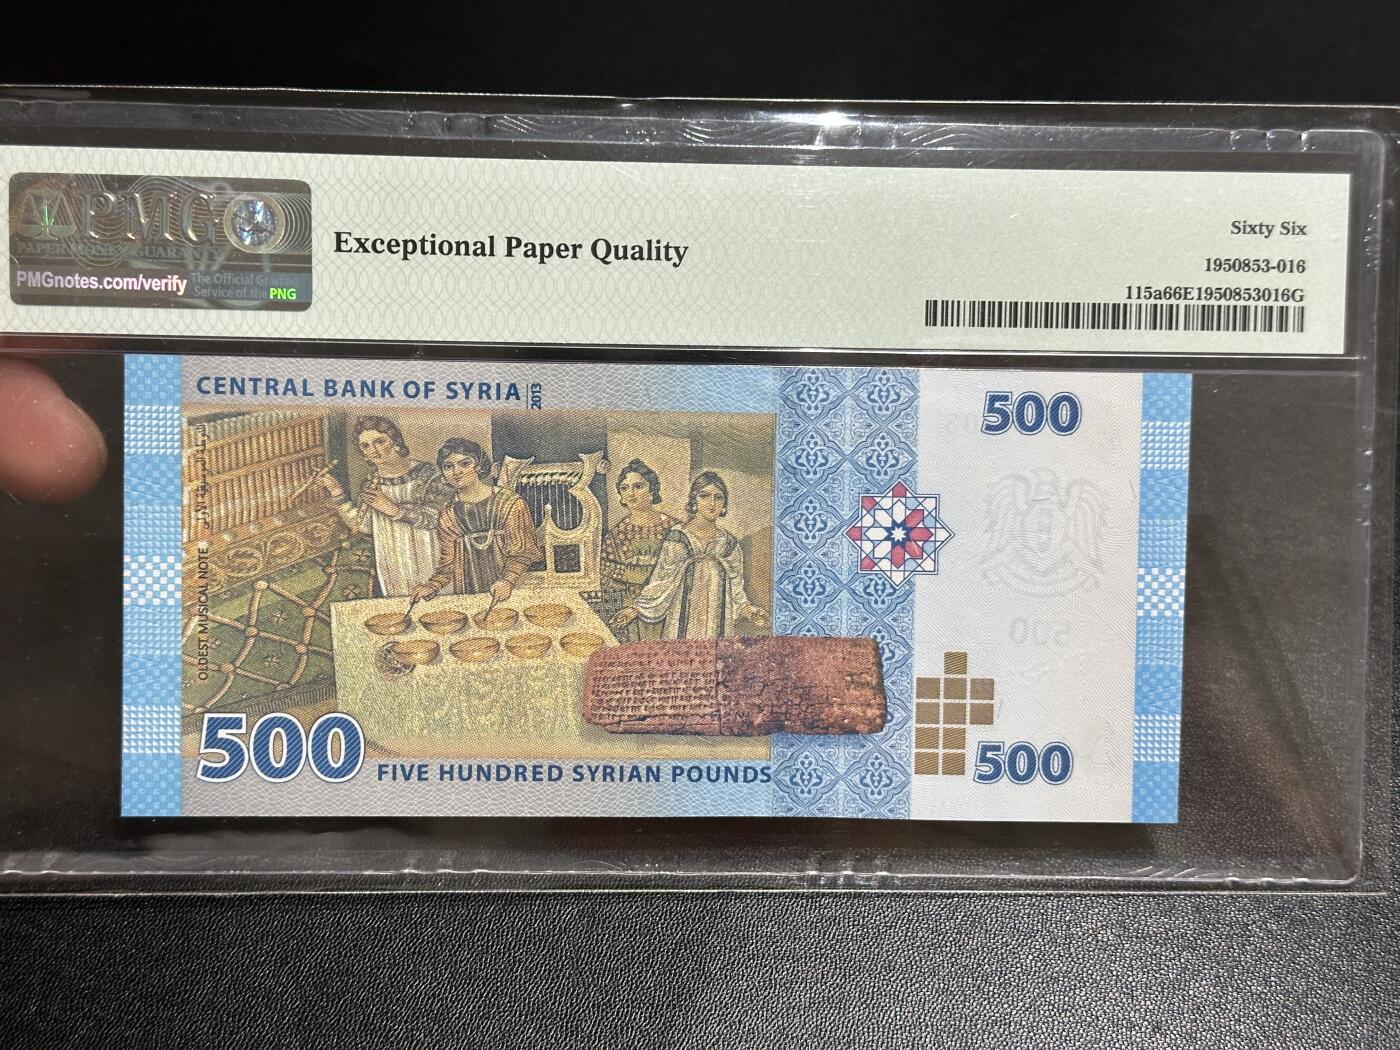 PMG
PAPER MONEY GUARANTY
PMGnotes.com/verify
The Official Grading
Service of the PNG
Exceptional Paper Quality
Sixty Six
1950853-016
115a66E1950853016G
CENTRAL BANK OF SYRIA
2013
500
OLDEST MUSICAL NOTE
500
FIVE HUNDRED SYRIAN POUNDS
500